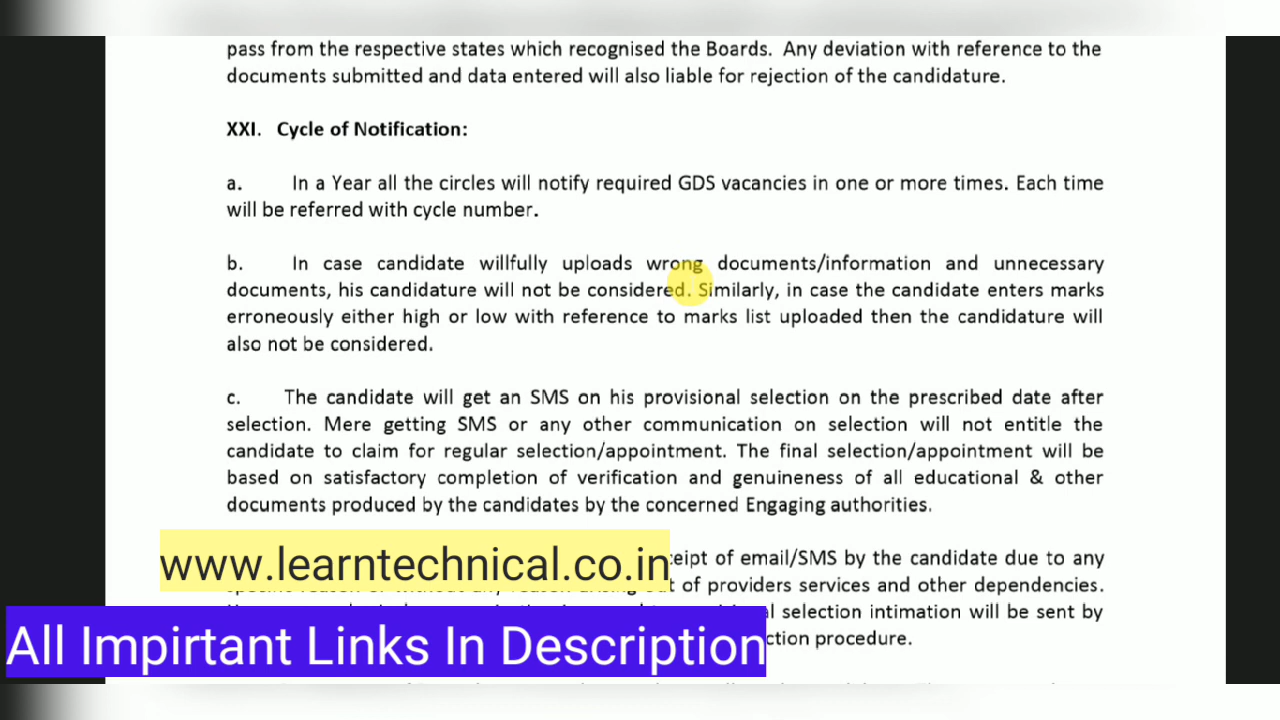 pass from the respective states which recognised the Boards. Any deviation with reference to the
documents submitted and data entered will also liable for rejection of the candidature.
XXI. Cycle of Notification:
a. In a Year all the circles will notify required GDS vacancies in one or more times. Each time
will be referred with cycle number.
b. In case candidate willfully uploads wrong documents/information and unnecessary
documents, his candidature will not be considered. Similarly, in case the candidate enters marks
erroneously either high or low with reference to marks list uploaded then the candidature will
also not be considered.
c. The candidate will get an SMS on his provisional selection on the prescribed date after
selection. Mere getting SMS or any other communication on selection will not entitle the
candidate to claim for regular selection/appointment. The final selection/appointment will be
based on satisfactory completion of verification and genuineness of all educational & other
documents produced by the candidates by the concerned Engaging authorities.
of email/SMS by the candidate due to any
www.learntechnical.co.in
of providers services and other dependencies.
selection intimation will be sent by
procedure.
All Impirtant Links In Description